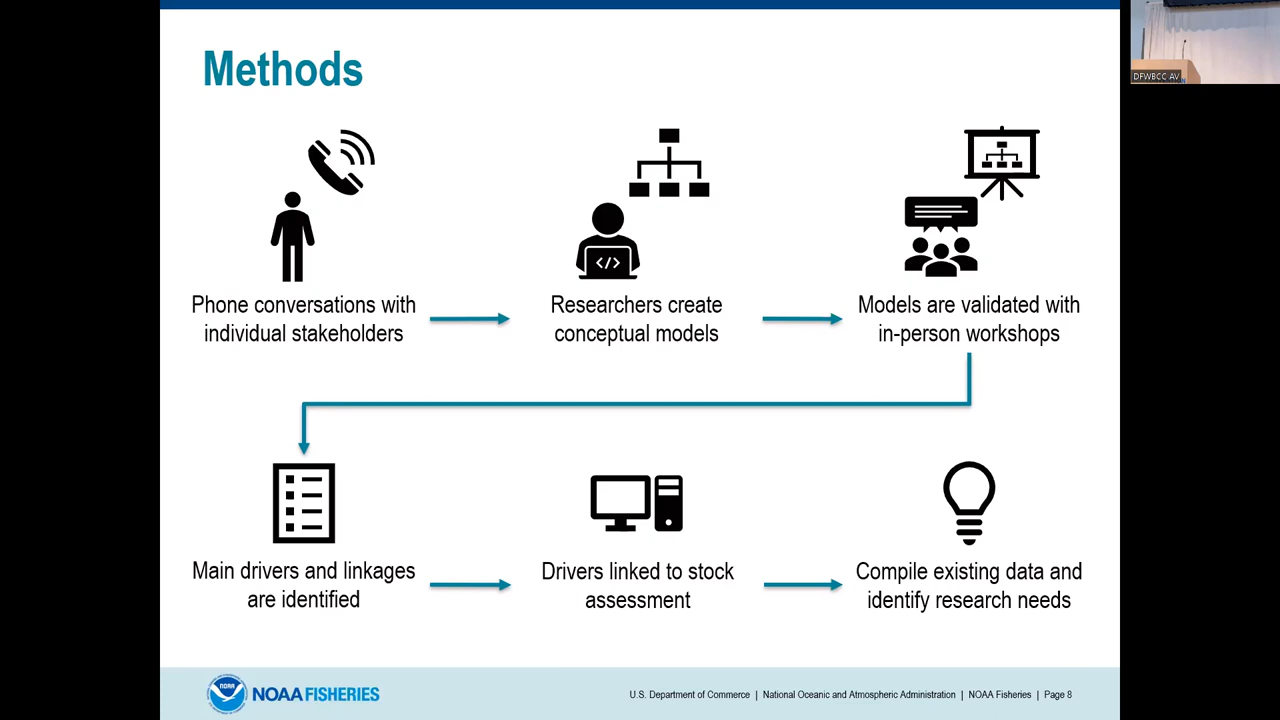 Methods
DFWBCC AV
Phone conversations with
individual stakeholders
</>
Researchers create
conceptual models
Models are validated with
in-person workshops
Main drivers and linkages
are identified
Drivers linked to stock
assessment
Compile existing data and
identify research needs
NOAA
NOAA FISHERIES
U.S. Department of Commerce | National Oceanic and Atmospheric Administration | NOAA Fisheries | Page 8